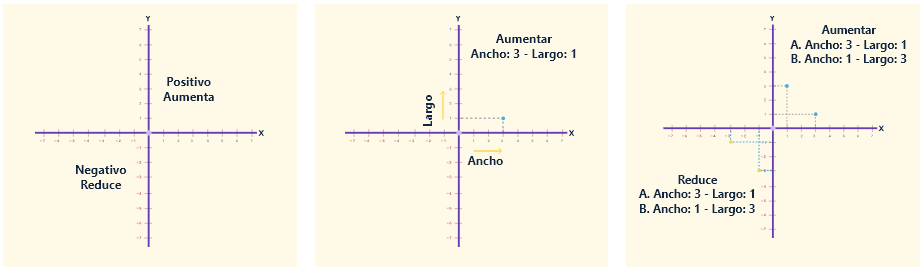 Y
Positivo
Aumenta
X
Negativo
Reduce
Y
Aumentar
Ancho: 3 - Largo: 1
Largo
X
Ancho
Y
Aumentar
A. Ancho: 3 - Largo: 1
B. Ancho: 1 - Largo: 3
X
Reduce
A. Ancho: 3 - Largo: 1
B. Ancho: 1 - Largo: 3